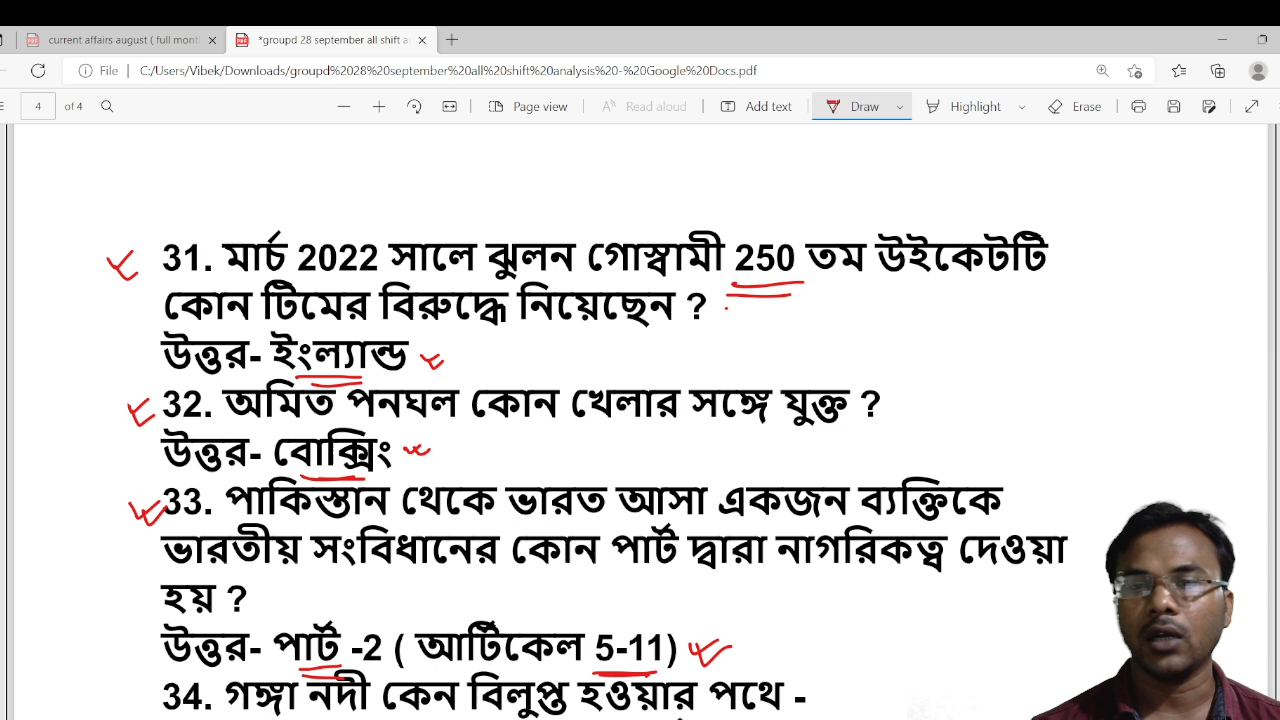 current affairs august ( full mont
*groupd 28 september all shift a
File
C:/Users/Vibek/Downloads/groupd%2028%20september%20all%20shift%20analysis%20-%20Google%20Docs.pdf
4 of 4
Page view
Read aloud
Add text
Draw
Highlight
Erase
31. মার্চ 2022 সালে ঝুলন গোস্বামী 250 তম উইকেটটি
কোন টিমের বিরুদ্ধে নিয়েছেন ?
উত্তর- ইংল্যান্ড
32. অমিত পনঘল কোন খেলার সঙ্গে যুক্ত ?
উত্তর- বোক্সিং
33. পাকিস্তান থেকে ভারত আসা একজন ব্যক্তিকে
ভারতীয় সংবিধানের কোন পার্ট দ্বারা নাগরিকত্ব দেওয়া
হয় ?
উত্তর- পার্ট -2 ( আর্টিকেল 5-11)
34. গঙ্গা নদী কেন বিলুপ্ত হওয়ার পথে -